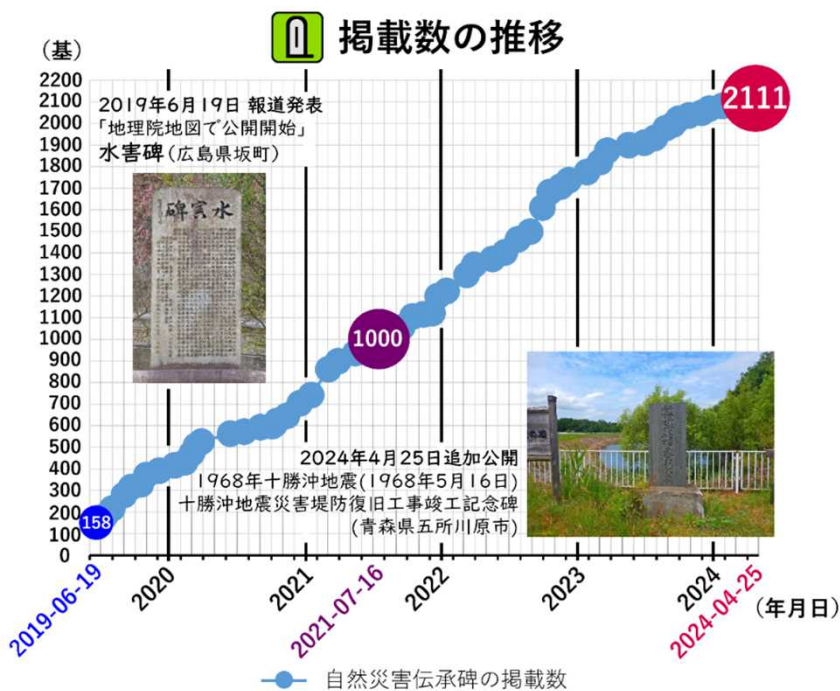 掲載数の推移
(基)
2200
2100
2000
1900
1800
1700
1600
1500
1400
1300
1200
1100
1000
900
800
700
600
500
400
300
200
100
0
2019年6月19日 報道発表
「地理院地図で公開開始」
水害碑(広島県坂町)
水害碑
158
1000
2111
2024年4月25日追加公開
1968年十勝沖地震(1968年5月16日)
十勝沖地震災害堤防復旧工事竣工記念碑
(青森県五所川原市)
2019-06-19
2020
2021
2021-07-16
2022
2023
2024
2024-04-25
(年月日)
自然災害伝承碑の掲載数